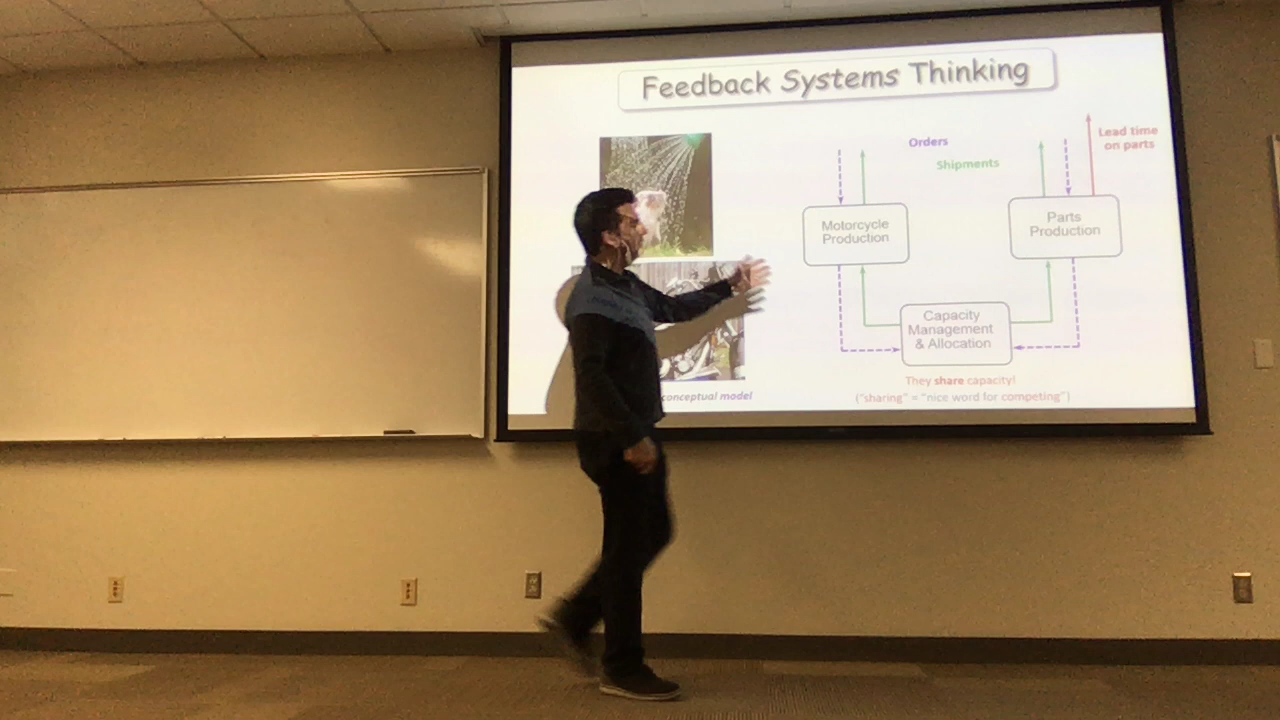 Feedback Systems Thinking
Orders
Shipments
Lead time
on parts
Motorcycle
Production
Parts
Production
Capacity
Management
& Allocation
They share capacity!
("sharing" = "nice word for competing")
conceptual model